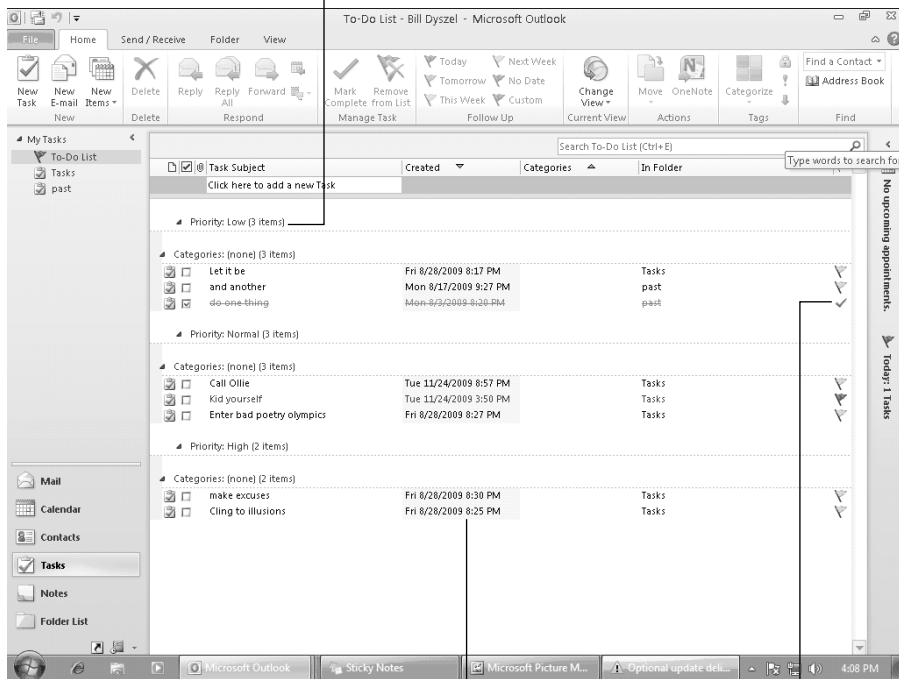 To-Do List - Bill Dyszel - Microsoft Outlook
File Home Send / Receive Folder View
New Task New E-mail New Items Delete Reply Reply All Forward Mark Complete Remove from List Today Next Week Tomorrow No Date This Week Custom Change View Move OneNote Categorize Find a Contact Address Book
New Delete Respond Manage Task Follow Up Current View Actions Tags Find
My Tasks
To-Do List
Tasks
past
Search To-Do List (Ctrl+E)
Type words to search for
Task Subject Created Categories In Folder
Click here to add a new Task
Priority: Low (3 items)
Categories: (none) (3 items)
Let it be Fri 8/28/2009 8:17 PM Tasks
and another Mon 8/17/2009 9:27 PM past
do one thing Mon 8/3/2009 8:20 PM past
Priority: Normal (3 items)
Categories: (none) (3 items)
Call Ollie Tue 11/24/2009 8:57 PM Tasks
Kid yourself Tue 11/24/2009 3:50 PM Tasks
Enter bad poetry olympics Fri 8/28/2009 8:27 PM Tasks
Priority: High (2 items)
Categories: (none) (2 items)
make excuses Fri 8/28/2009 8:30 PM Tasks
Cling to illusions Fri 8/28/2009 8:25 PM Tasks
No upcoming appointments.
Today: 1 Tasks
Mail
Calendar
Contacts
Tasks
Notes
Folder List
Microsoft Outlook Sticky Notes Microsoft Picture M... Optional update deli... 4:08 PM